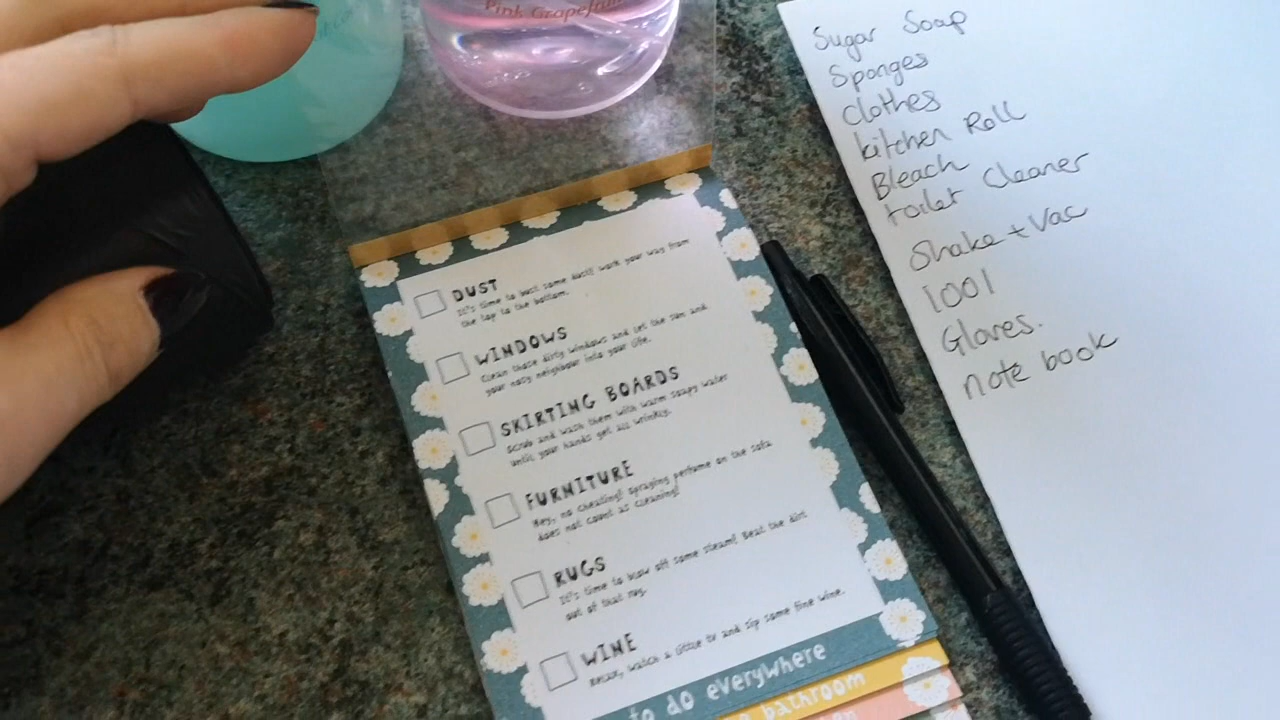 Pink Grapefruit
Sugar Soap
Sponges
Clothes
kitchen Roll
Bleach
toilet Cleaner
Shake + Vac
1001
Gloves.
note book
DUST
It's time to bust some dust! Work your way from
the top to the bottom.
WINDOWS
Clean those dirty windows and let the sun and
your nosy neighbour into your life.
SKIRTING BOARDS
Scrub and wash them with warm soapy water
until your hands get all wrinkly.
FURNITURE
Hey, no cheating! Spraying perfume on the sofa
does not count as cleaning!
RUGS
It's time to blow off some steam! Beat the dirt
out of that rug.
WINE
Relax, watch a little tv and sip some fine wine.
to do everywhere
bathroom